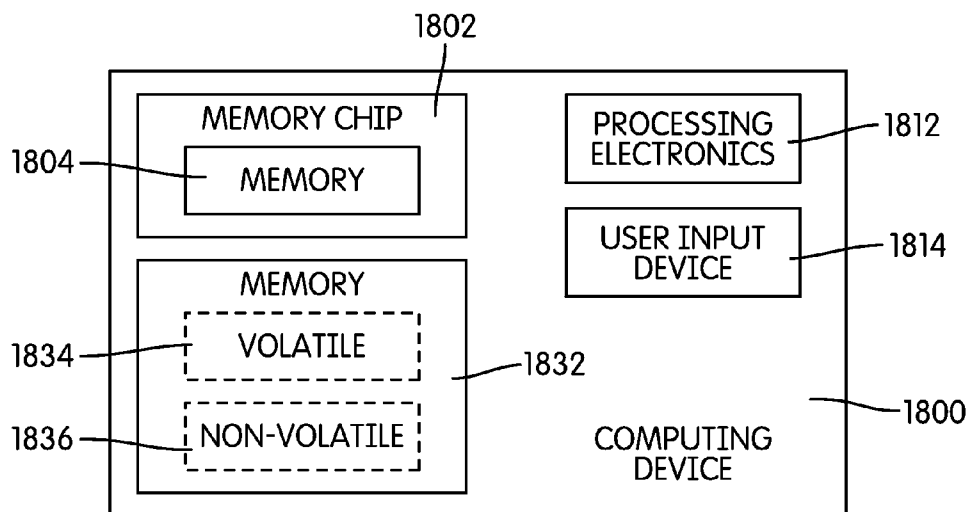 1802
MEMORY CHIP
1804
MEMORY
PROCESSING
ELECTRONICS
1812
USER INPUT
DEVICE
1814
MEMORY
1834
VOLATILE
1832
1836
NON-VOLATILE
1800
COMPUTING
DEVICE